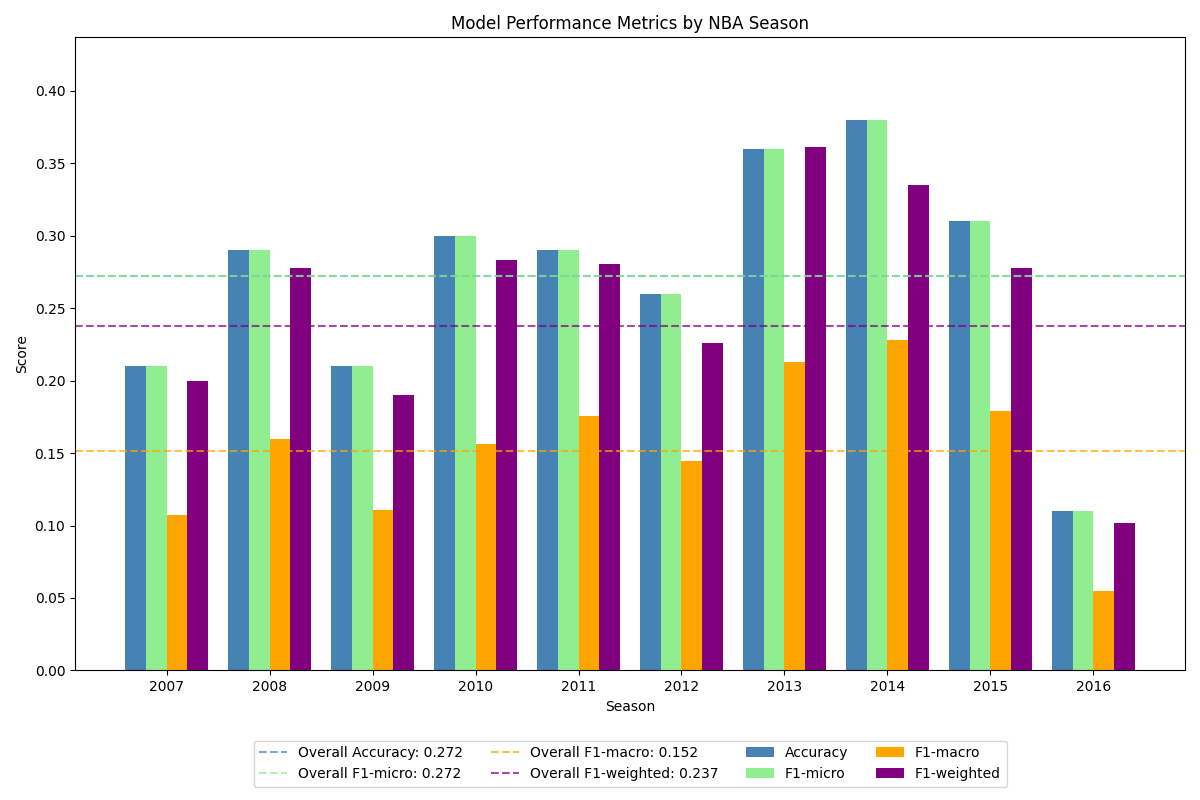 Model Performance Metrics by NBA Season
0.40
0.35
0.30
0.25
0.20
0.15
0.10
0.05
0.00
Score
2007 2008 2009 2010 2011 2012 2013 2014 2015 2016
Season
Overall Accuracy: 0.272 Overall F1-macro: 0.152 Accuracy F1-macro
Overall F1-micro: 0.272 Overall F1-weighted: 0.237 F1-micro F1-weighted